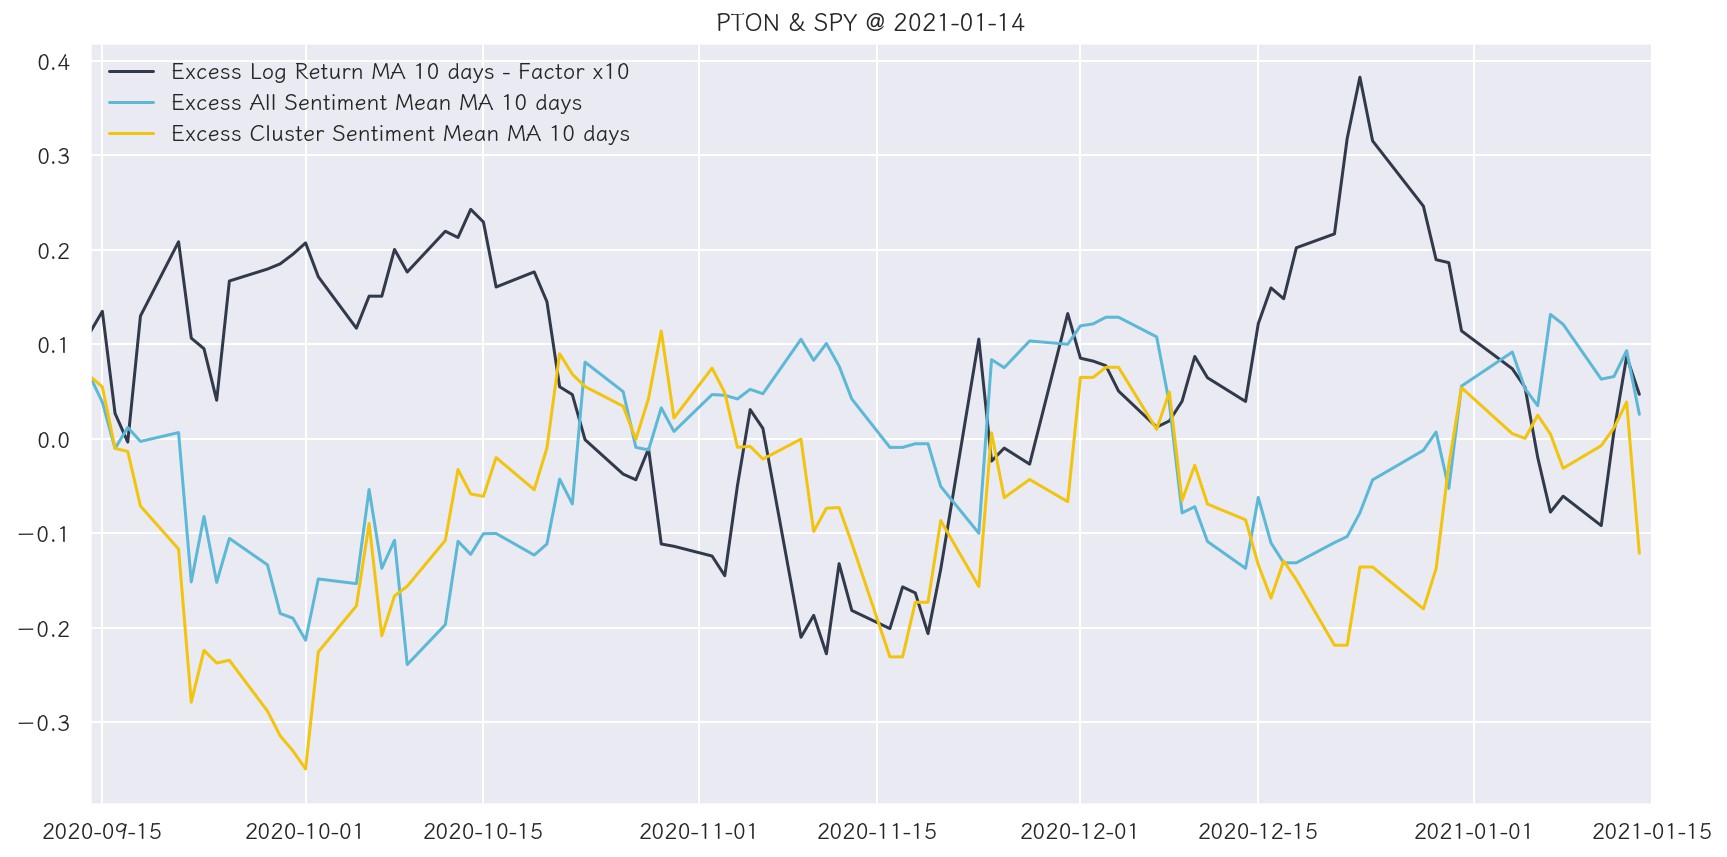 PTON & SPY @ 2021-01-14
Excess Log Return MA 10 days - Factor x10
Excess All Sentiment Mean MA 10 days
Excess Cluster Sentiment Mean MA 10 days
0.4
0.3
0.2
0.1
0.0
−0.1
−0.2
−0.3
2020-09-15 2020-10-01 2020-10-15 2020-11-01 2020-11-15 2020-12-01 2020-12-15 2021-01-01 2021-01-15